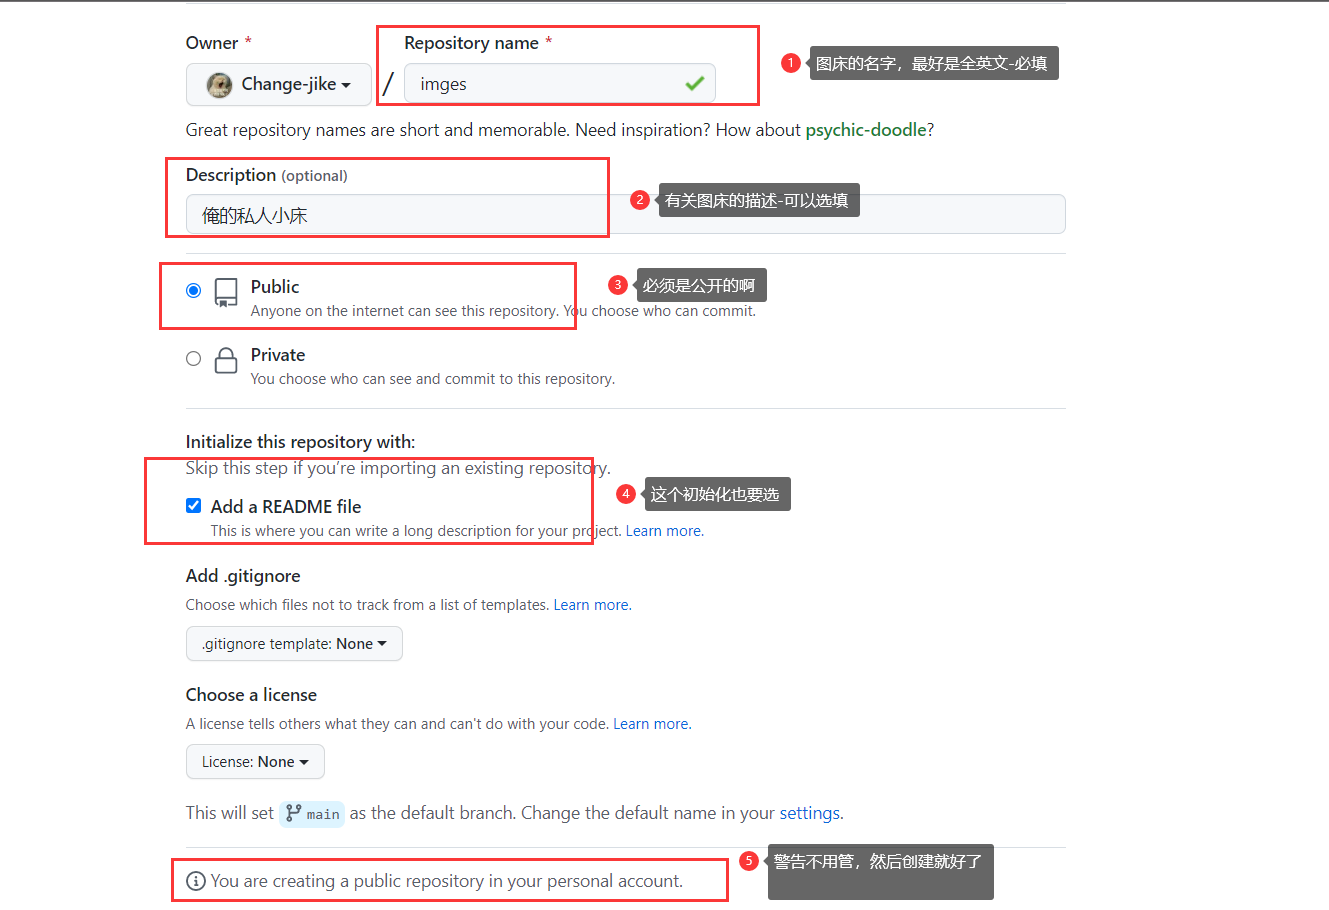 Owner *
Repository name *
Change-jike
/
imges
1
图床的名字，最好是全英文-必填
Great repository names are short and memorable. Need inspiration? How about psychic-doodle?
Description (optional)
俺的私人小床
2
有关图床的描述-可以选填
Public
Anyone on the internet can see this repository. You choose who can commit.
3
必须是公开的啊
Private
You choose who can see and commit to this repository.
Initialize this repository with:
Skip this step if you’re importing an existing repository.
Add a README file
This is where you can write a long description for your project. Learn more.
4
这个初始化也要选
Add .gitignore
Choose which files not to track from a list of templates. Learn more.
.gitignore template: None
Choose a license
A license tells others what they can and can't do with your code. Learn more.
License: None
This will set main as the default branch. Change the default name in your settings.
5
警告不用管，然后创建就好了
You are creating a public repository in your personal account.